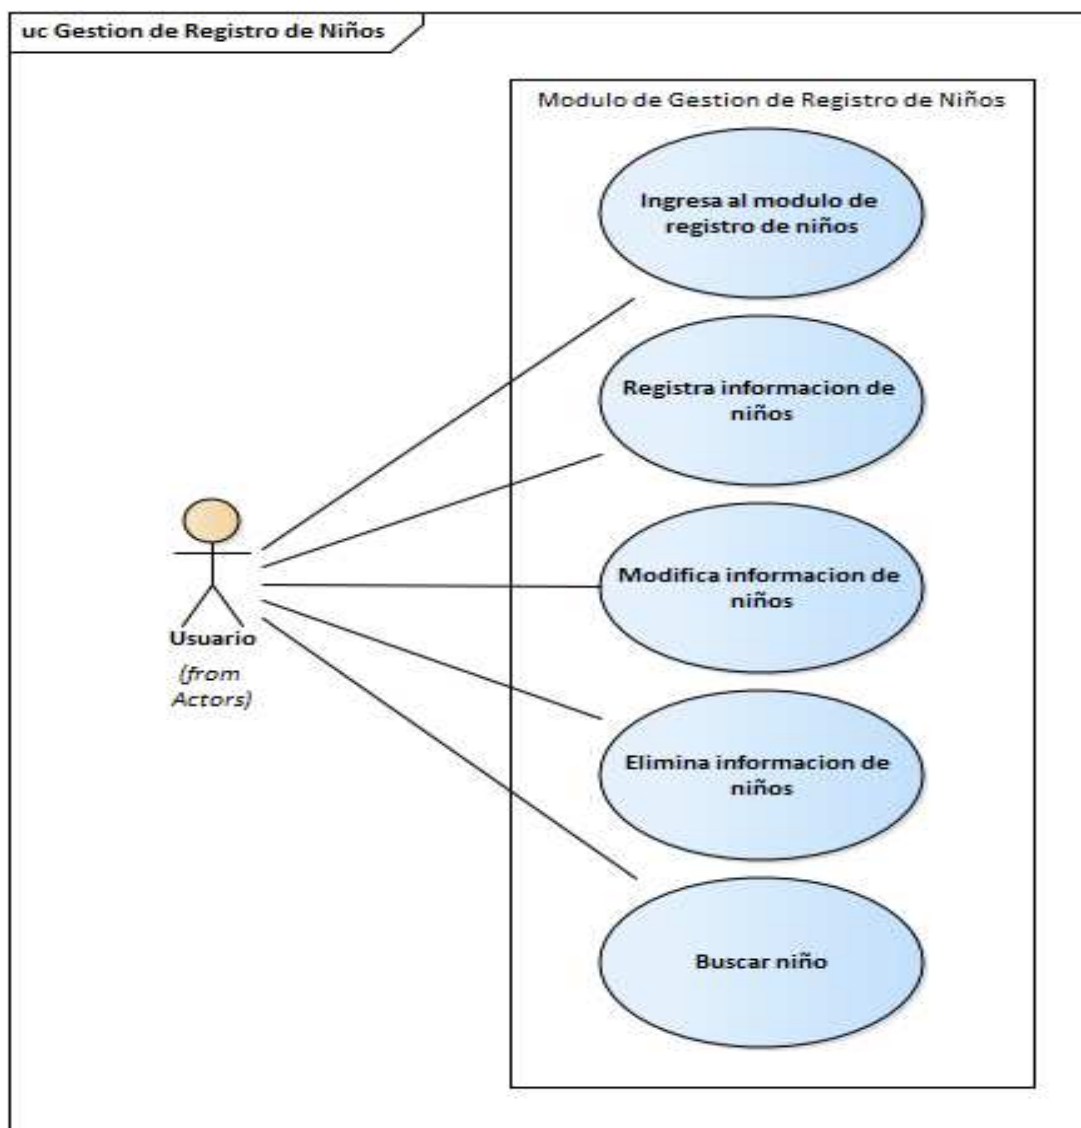 uc Gestion de Registro de Niños
Modulo de Gestion de Registro de Niños
Ingresa al modulo de
registro de niños
Registra informacion de
niños
Modifica informacion de
niños
Usuario
(from
Actors)
Elimina informacion de
niños
Buscar niño